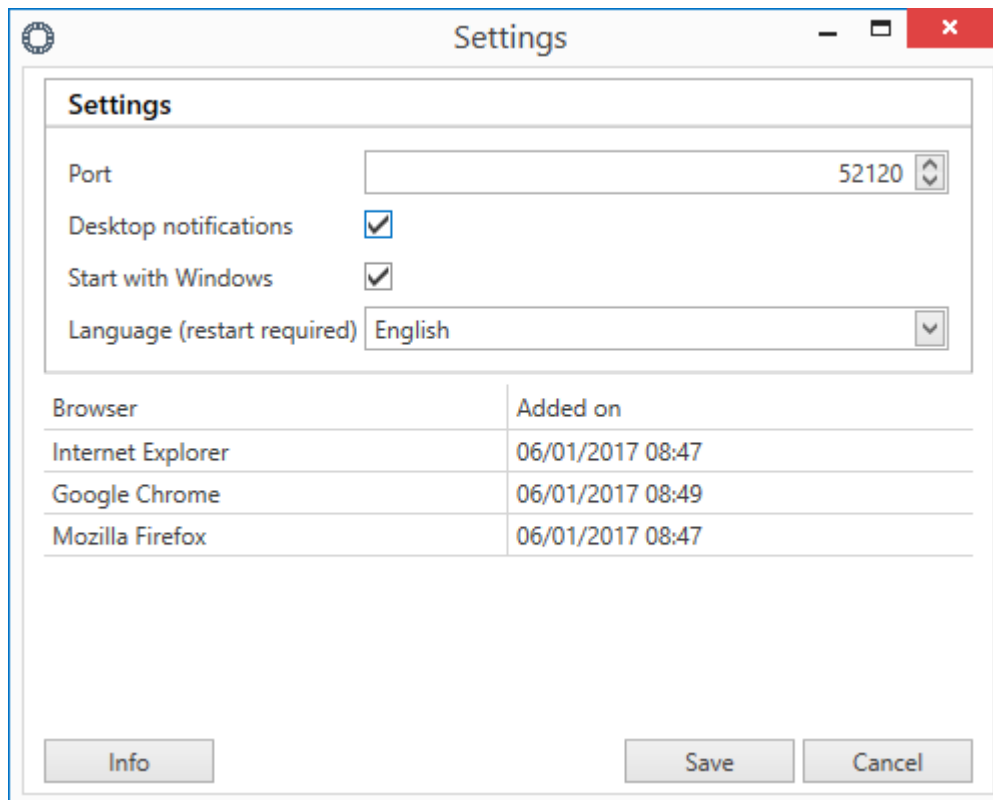 Settings
Settings
Port 52120
Desktop notifications
Start with Windows
Language (restart required) English
Browser Added on
Internet Explorer 06/01/2017 08:47
Google Chrome 06/01/2017 08:49
Mozilla Firefox 06/01/2017 08:47
Info Save Cancel